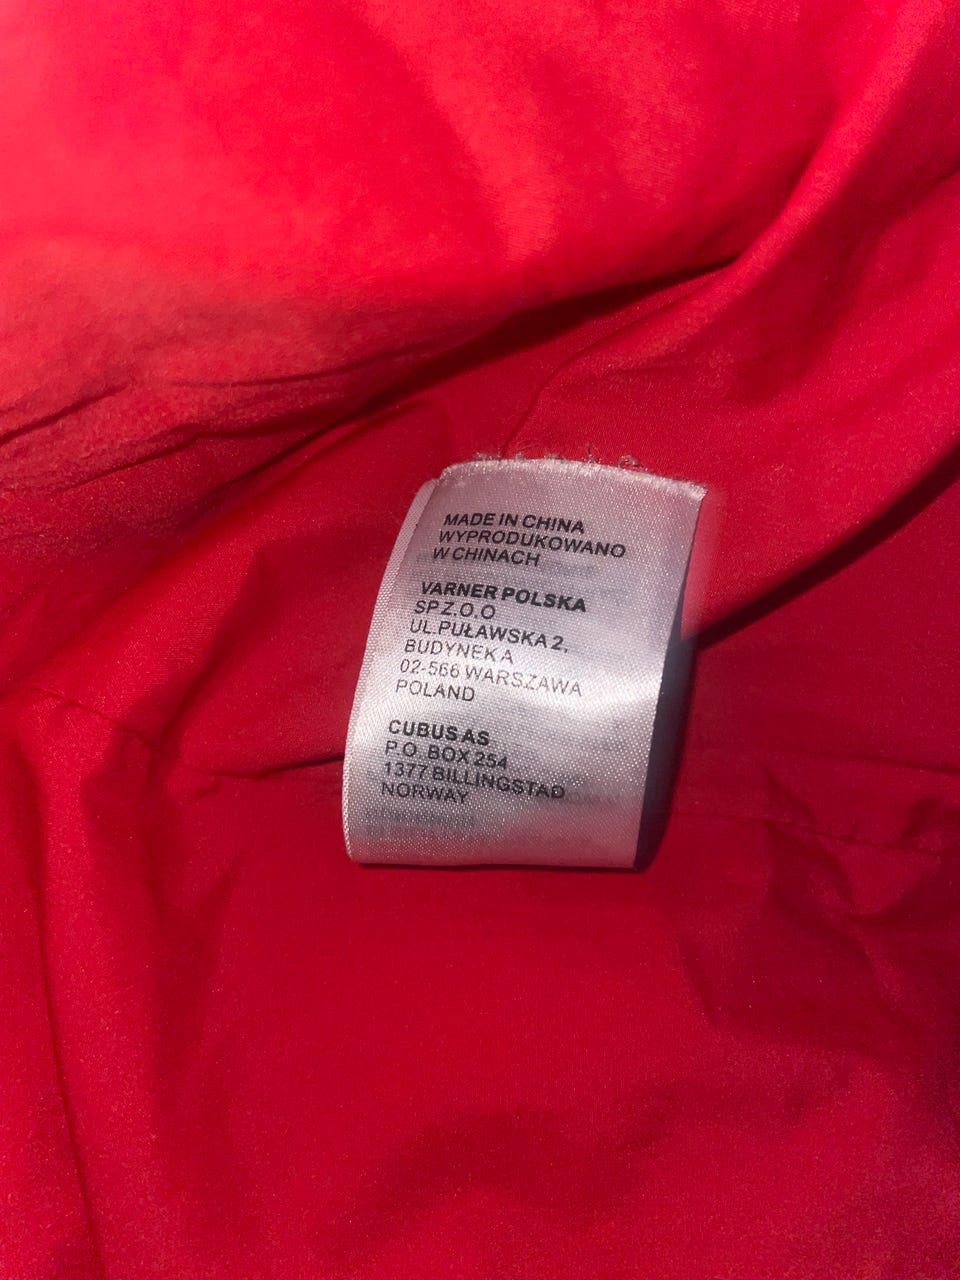 MADE IN CHINA
WYPRODUKOWANO
W CHINACH
VARNER POLSKA
SP Z.O.O
UL.PUŁAWSKA 2,
BUDYNEK A
02-566 WARSZAWA
POLAND
CUBUS AS
P.O. BOX 254
1377 BILLINGSTAD
NORWAY